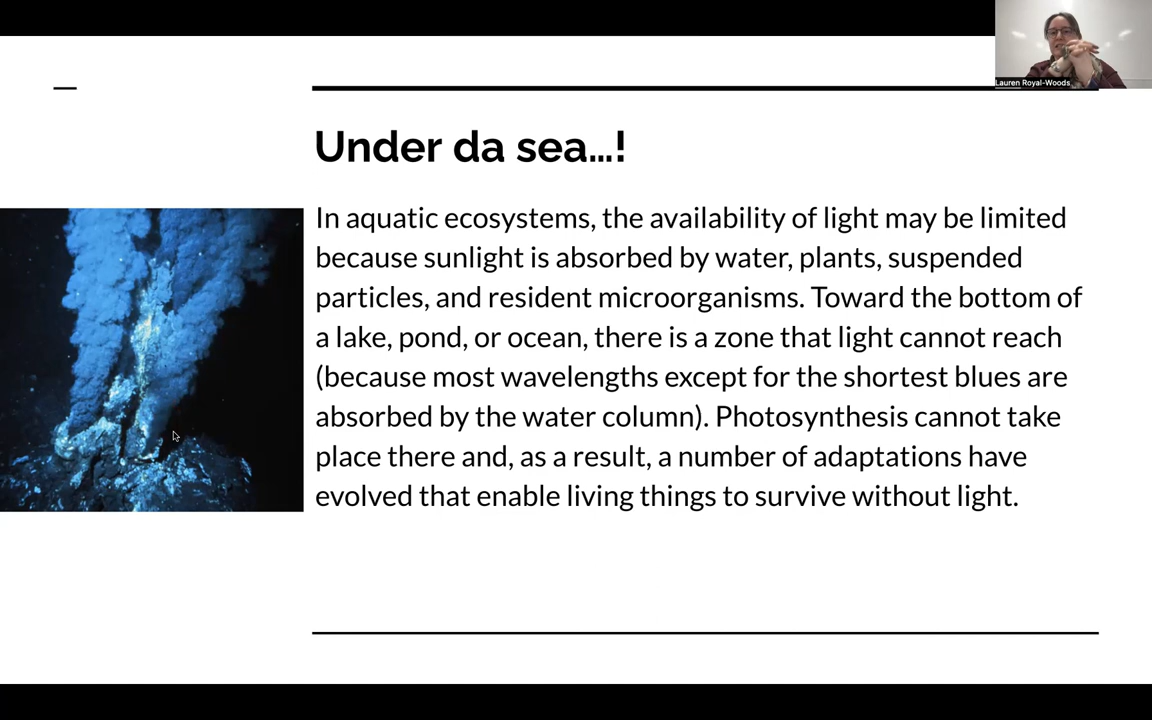 Lauren Royal-Woods
Under da sea...!
In aquatic ecosystems, the availability of light may be limited
because sunlight is absorbed by water, plants, suspended
particles, and resident microorganisms. Toward the bottom of
a lake, pond, or ocean, there is a zone that light cannot reach
(because most wavelengths except for the shortest blues are
absorbed by the water column). Photosynthesis cannot take
place there and, as a result, a number of adaptations have
evolved that enable living things to survive without light.